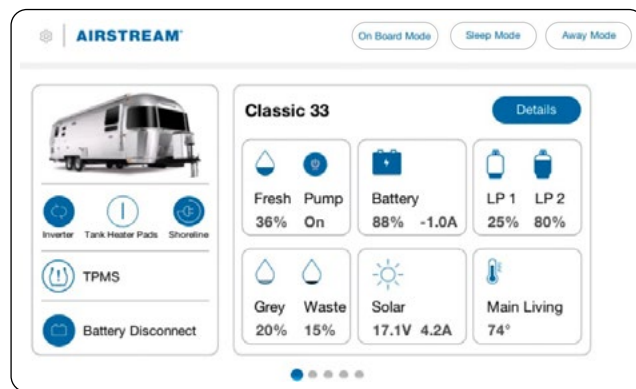 AIRSTREAM
On Board Mode
Sleep Mode
Away Mode
Inverter
Tank Heater Pads
Shoreline
TPMS
Battery Disconnect
Classic 33
Details
Fresh Pump
36% On
Battery
88% -1.0A
LP 1 LP 2
25% 80%
Grey Waste
20% 15%
Solar
17.1V 4.2A
Main Living
74°